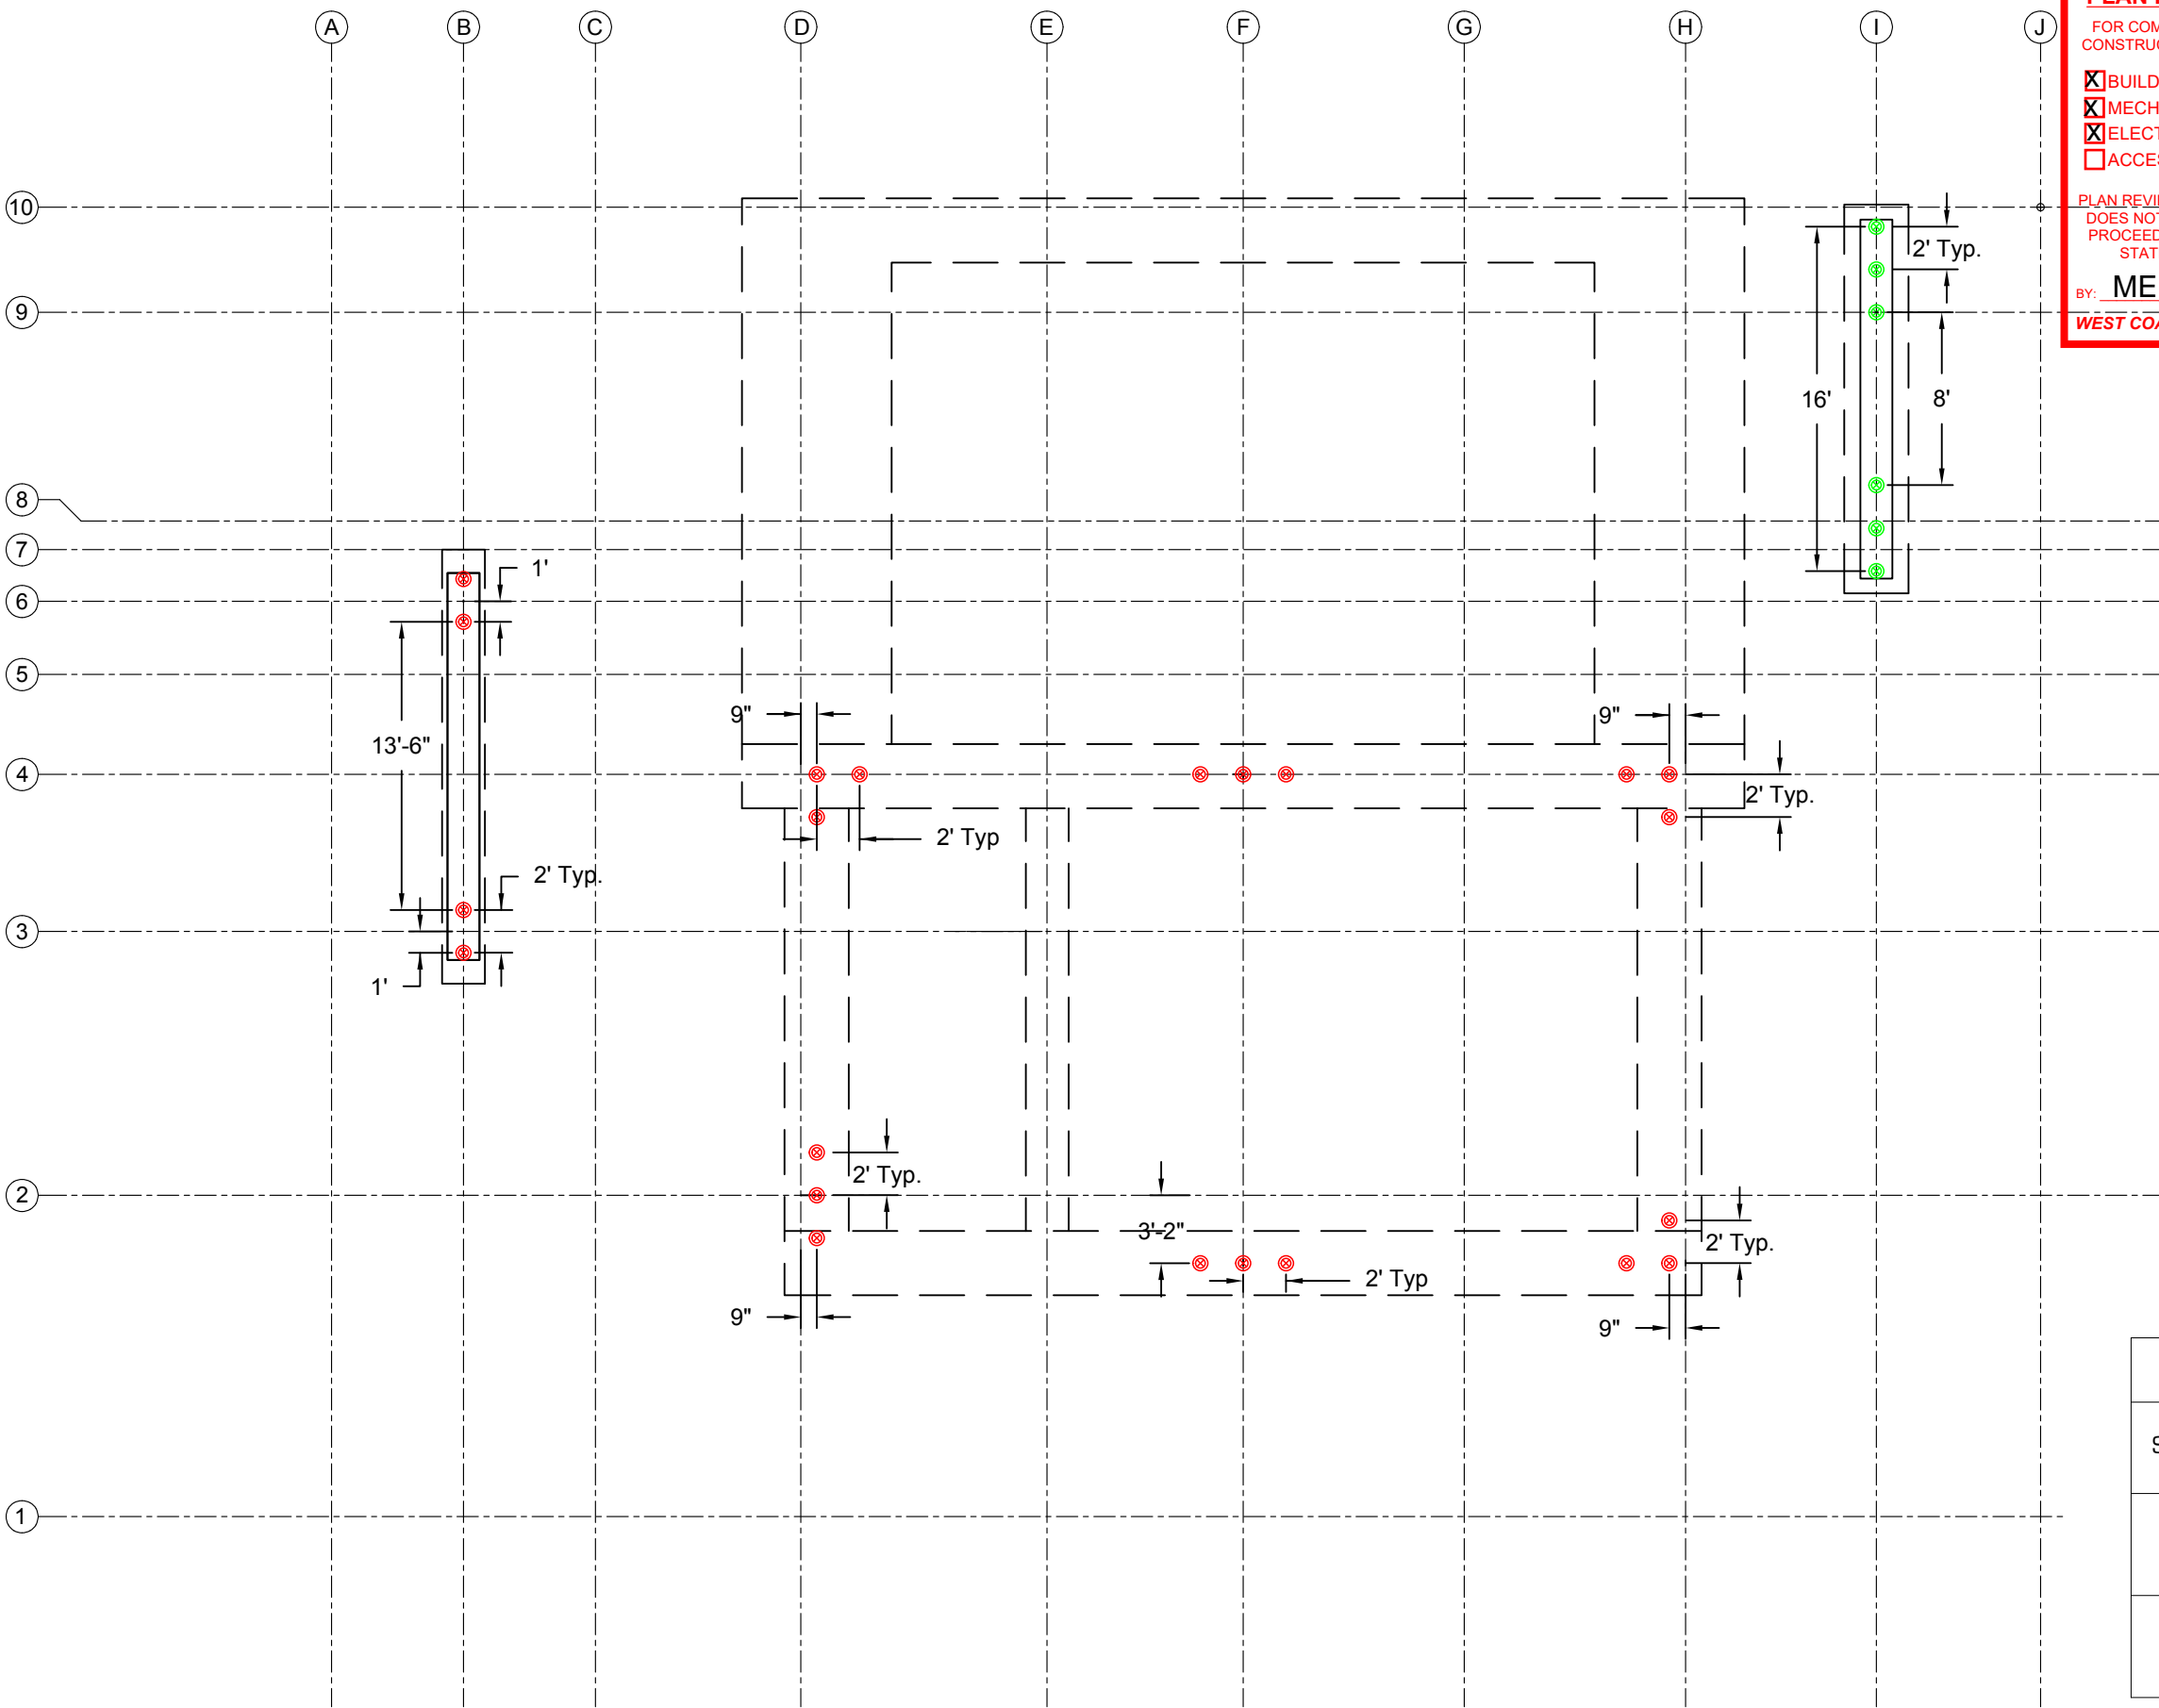 A B C D E F G H I J
FOR COM
CONSTRU
X BUILD
X MECH
X ELECT
ACCES
PLAN REVI
DOES NOT
PROCEED
STAT
BY: ME
WEST COA
10
2' Typ.
9
16' 8'
8
7
1'
6
5
9" 9"
13'-6"
4
2' Typ.
2' Typ
2' Typ.
3
1'
2' Typ.
2
3'-2"
2' Typ.
2' Typ
9" 9"
1